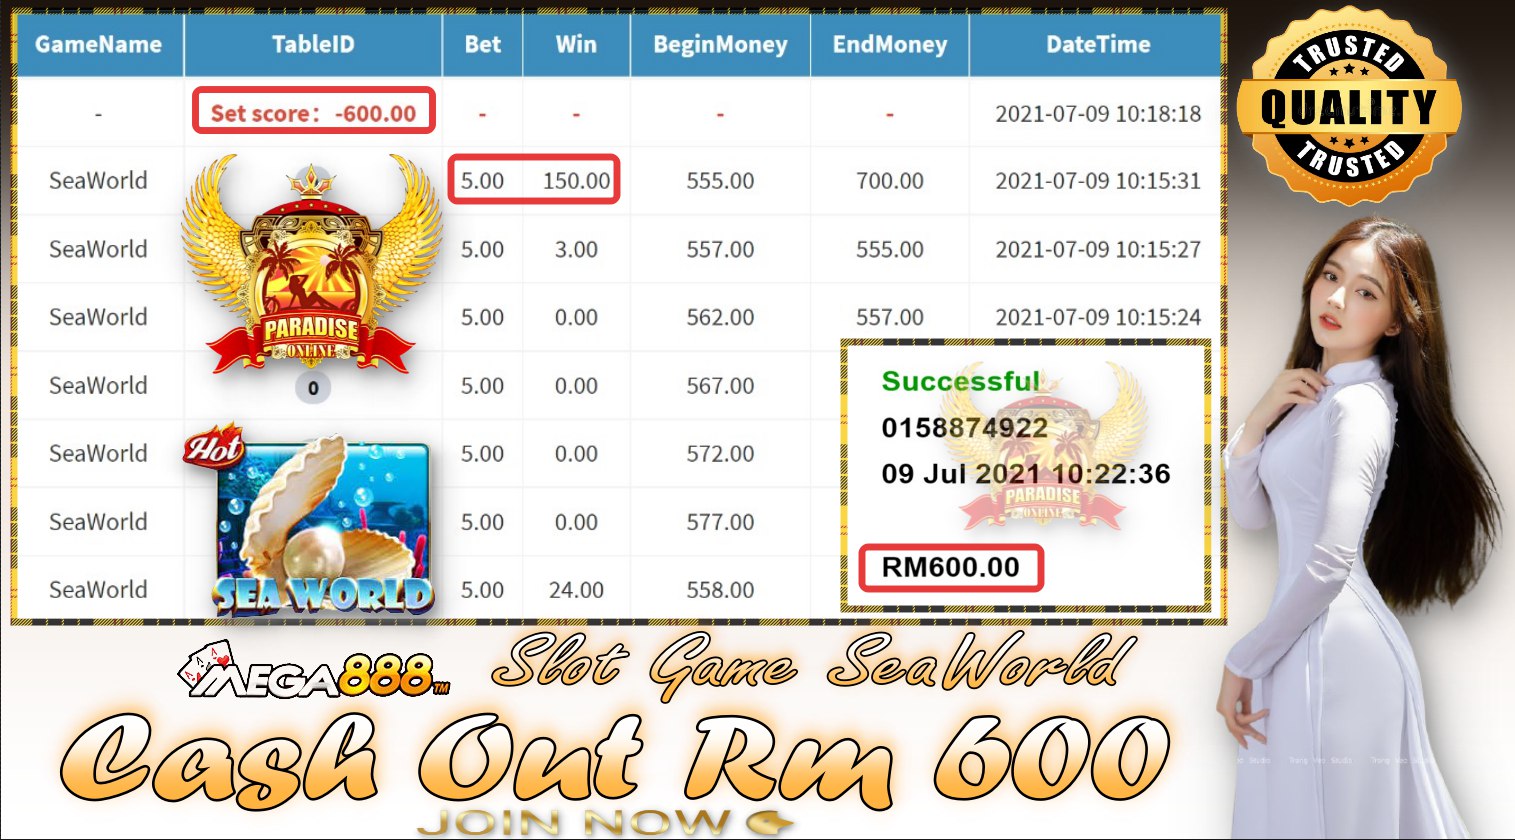 GameName TableID Bet Win BeginMoney EndMoney DateTime
- Set score: -600.00 - - - - 2021-07-09 10:18:18
SeaWorld 5.00 150.00 555.00 700.00 2021-07-09 10:15:31
SeaWorld 5.00 3.00 557.00 555.00 2021-07-09 10:15:27
SeaWorld 5.00 0.00 562.00 557.00 2021-07-09 10:15:24
SeaWorld 0 5.00 0.00 567.00
SeaWorld 5.00 0.00 572.00
SeaWorld 5.00 0.00 577.00
SeaWorld 5.00 24.00 558.00
PARADISE
ONLINE
Hot
SEA WORLD
Successful
0158874922
09 Jul 2021 10:22:36
PARADISE
ONLINE
RM600.00
TRUSTED
QUALITY
TRUSTED
MEGA888 TM
Slot Game SeaWorld
Cash Out Rm 600
JOIN NOW